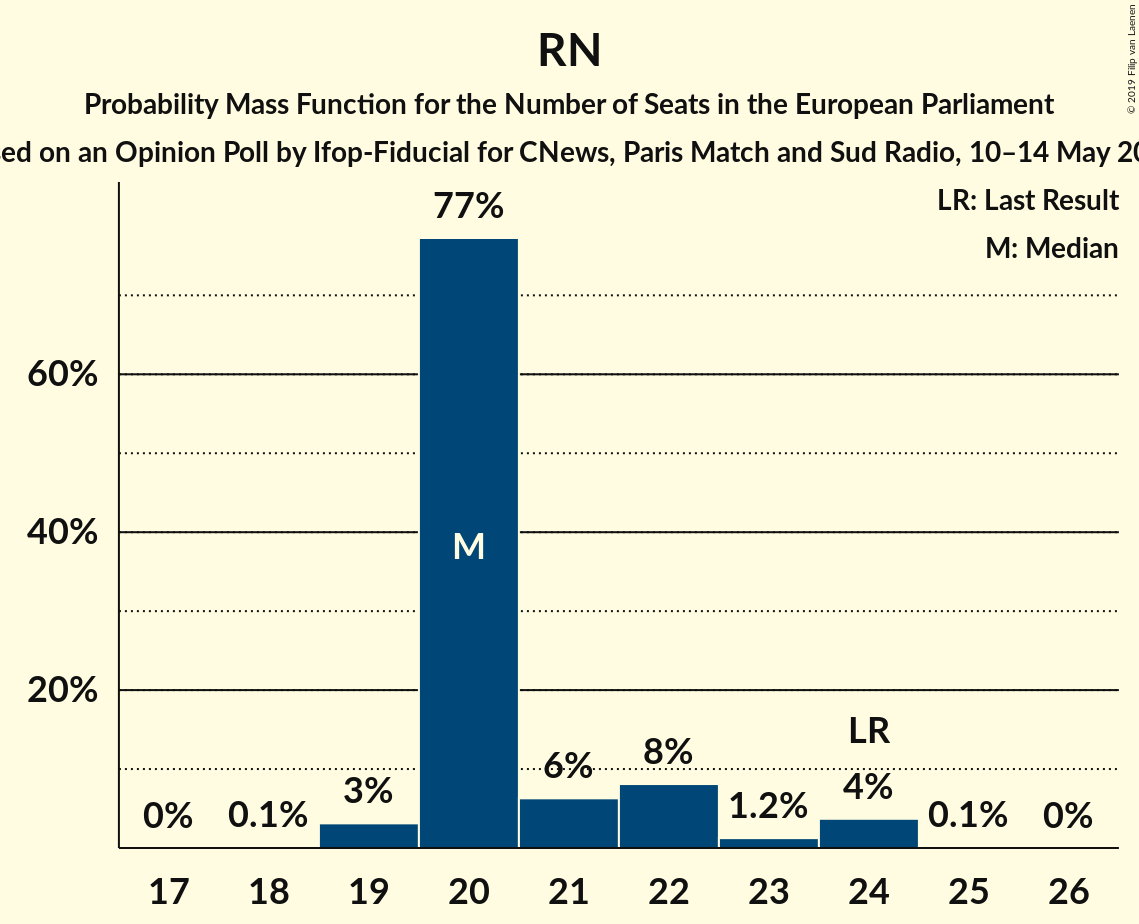 RN
Probability Mass Function for the Number of Seats in the European Parliament
sed on an Opinion Poll by Ifop-Fiducial for CNews, Paris Match and Sud Radio, 10–14 May 20
© 2019 Filip van Laenen
LR: Last Result
M: Median
77%
60%
40%
20%
M
LR
0%
0.1%
3%
6%
8%
1.2%
4%
0.1%
0%
17 18 19 20 21 22 23 24 25 26